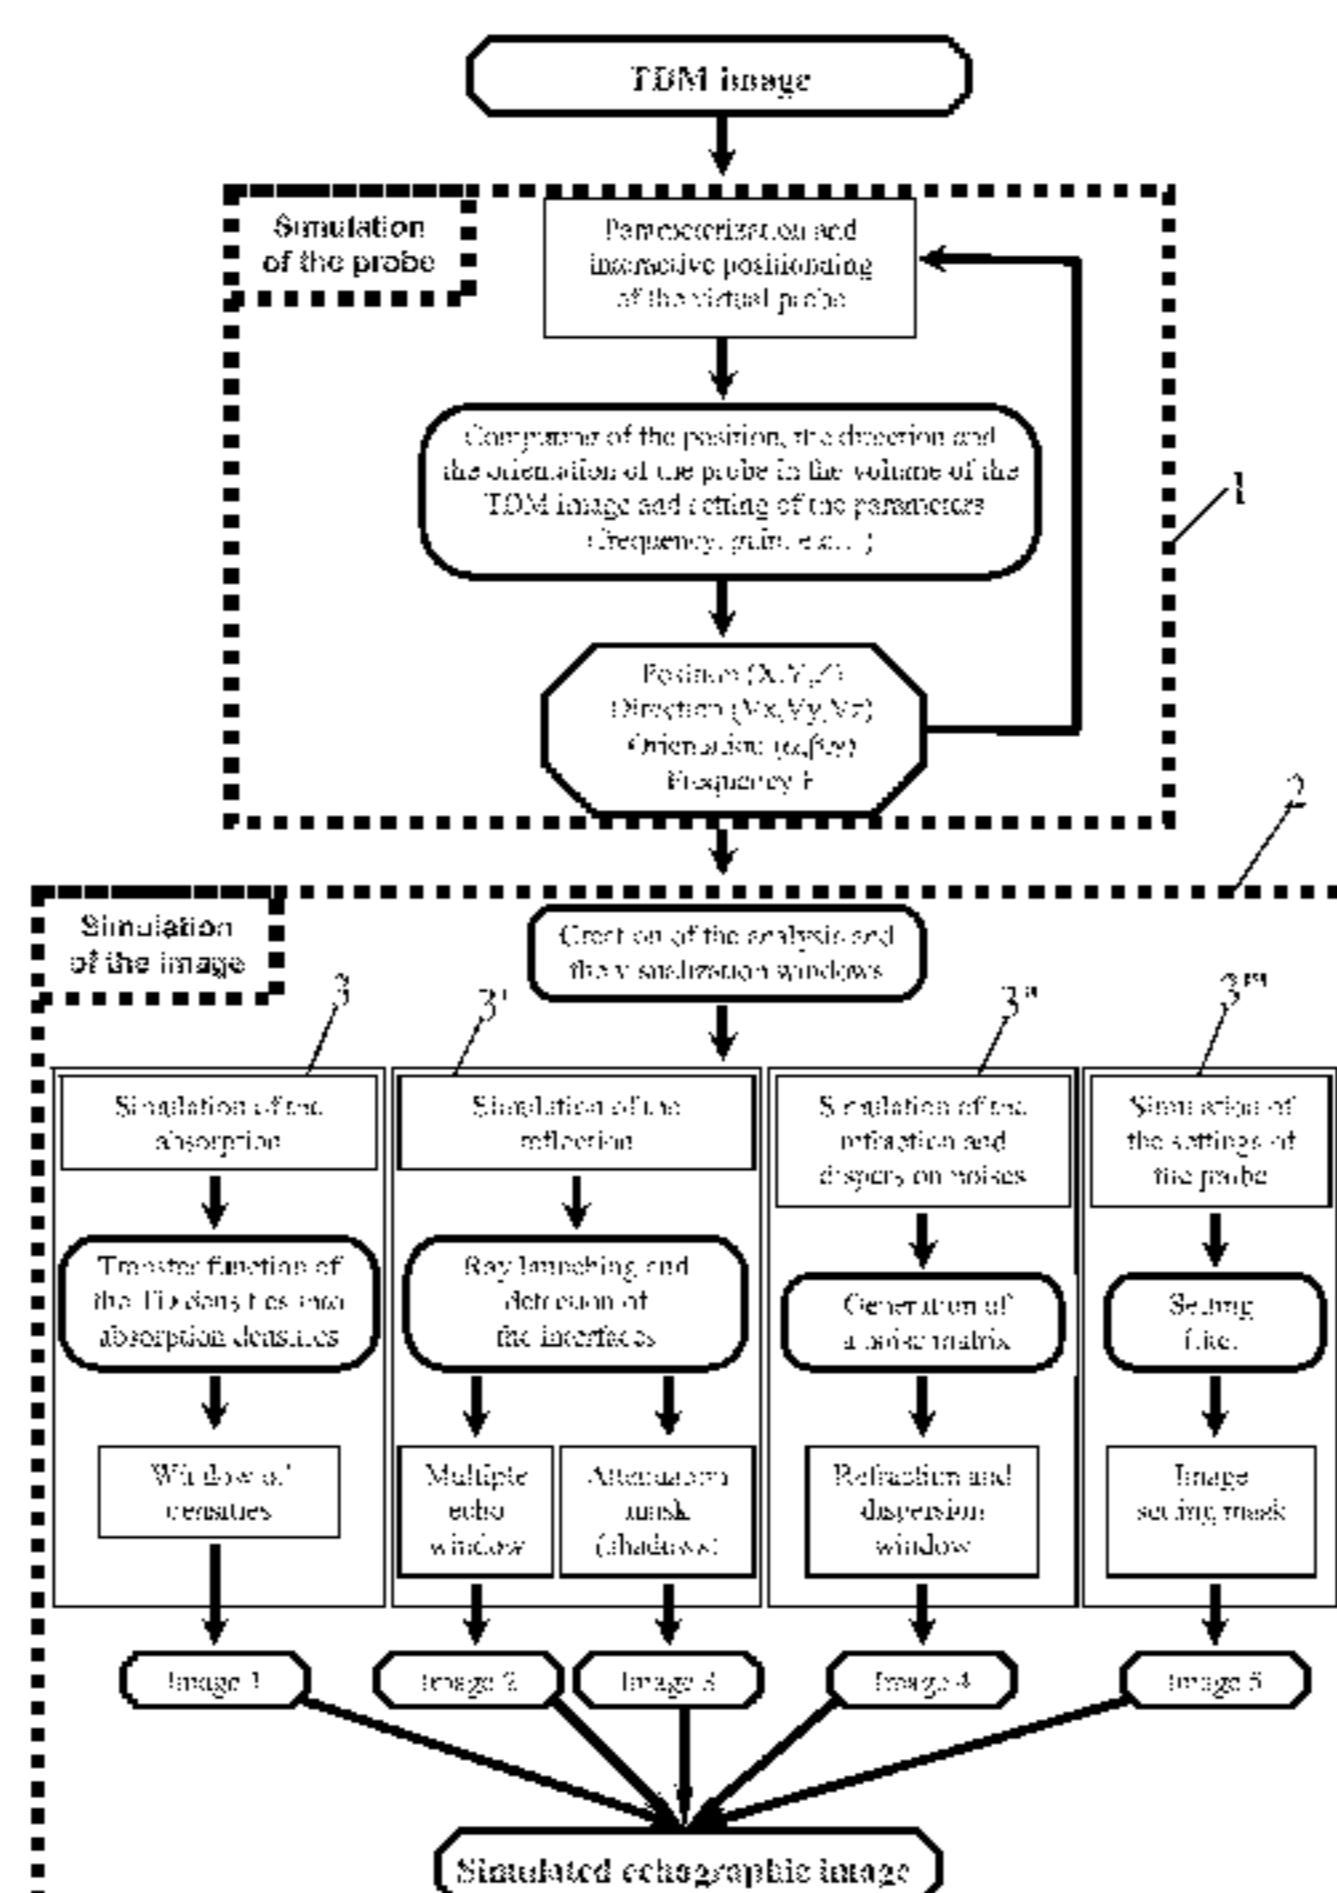 TDM image
Simulation
of the probe
Parameterization and
interactive positionning
of the virtual probe
1
Computing of the position, the direction and
the orientation of the probe in the volume of the
TDM image and setting of the parameters
(frequency, gain, etc...)
Position (X,Y,Z)
Direction (Vx,Vy,Vz)
Orientation (α,β,γ)
Frequency F
2
Simulation
of the image
Creation of the analysis and
the visualization windows
3
3'
3"
3'"
Simulation of the
absorption
Simulation of the
reflection
Simulation of the
refraction and
dispersion noises
Simulation of
the settings of
the probe
Transfer function of
the densities into
absorption densities
Ray launching and
detection of
the interfaces
Generation of
a noise matrix
Setting
filter
Window of
densities
Multiple
echo
window
Attenuation
mask
(shadows)
Refraction and
dispersion
window
Image
setting mask
Image 1
Image 2
Image 3
Image 4
Image 5
Simulated echographic image